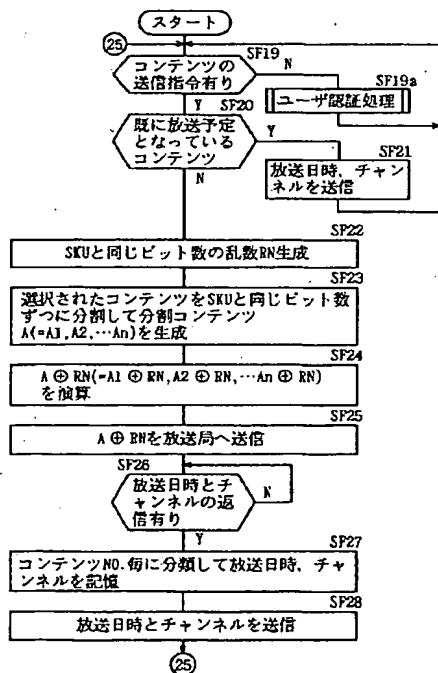 スタート
25
SF19
コンテンツの
送信指令有り
N
SF19a
ユーザ認証処理
Y
SF20
既に放送予定
となっている
コンテンツ
Y
SF21
放送日時,チャン
ネルを送信
N
SF22
SKUと同じビット数の乱数RN生成
SF23
選択されたコンテンツをSKUと同じビット数
ずつに分割して分割コンテンツ
A(=A1,A2,…An)を生成
SF24
A⊕RN(=A1⊕RN,A2⊕RN,…An⊕RN)
を演算
SF25
A⊕RNを放送局へ送信
SF26
放送日時とチ
ャンネルの返
信有り
N
Y
SF27
コンテンツNO.毎に分類して放送日時、チャ
ンネルを記憶
SF28
放送日時とチャンネルを送信
25